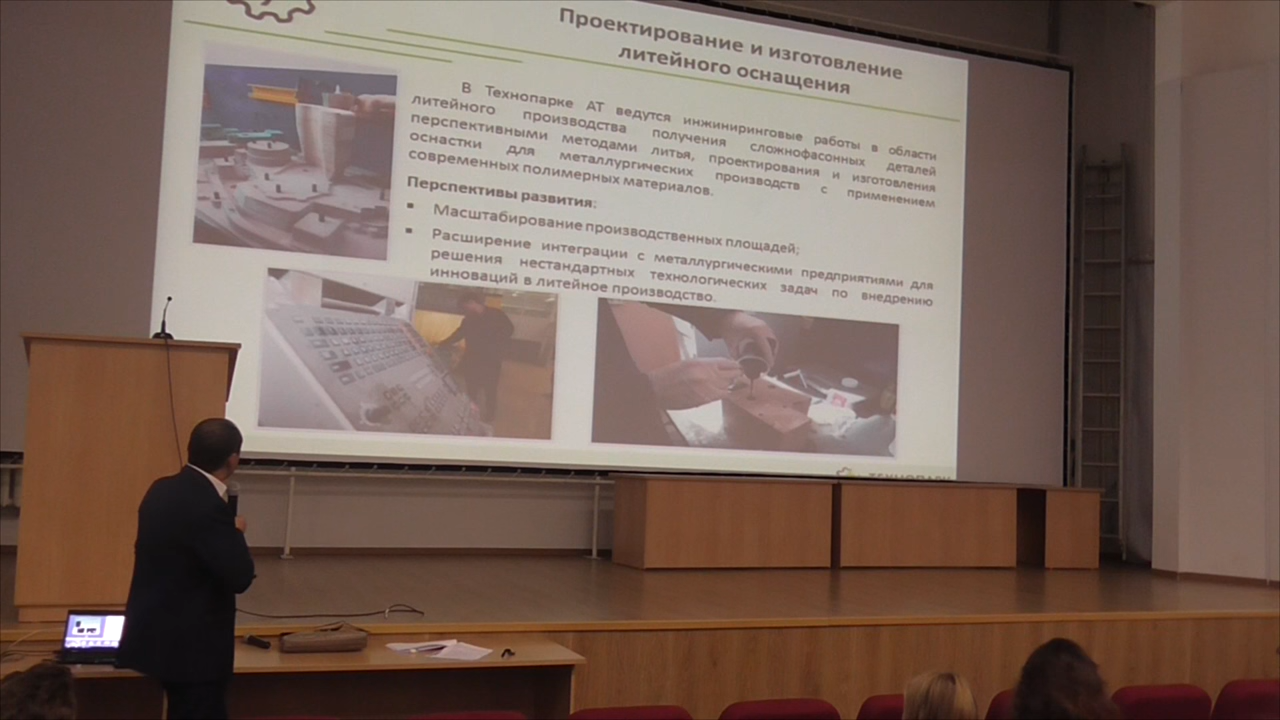 Проектирование и изготовление
литейного оснащения
В Технопарке АТ ведутся инжиниринговые работы в области
литейного производства получения сложнофасонных деталей
перспективными методами литья, проектирования и изготовления
оснастки для металлургических производств с применением
современных полимерных материалов.
Перспективы развития:
▪ Масштабирование производственных площадей;
▪ Расширение интеграции с металлургическими предприятиями для
решения нестандартных технологических задач по внедрению
инноваций в литейное производство.
ТЕХНОПАРК